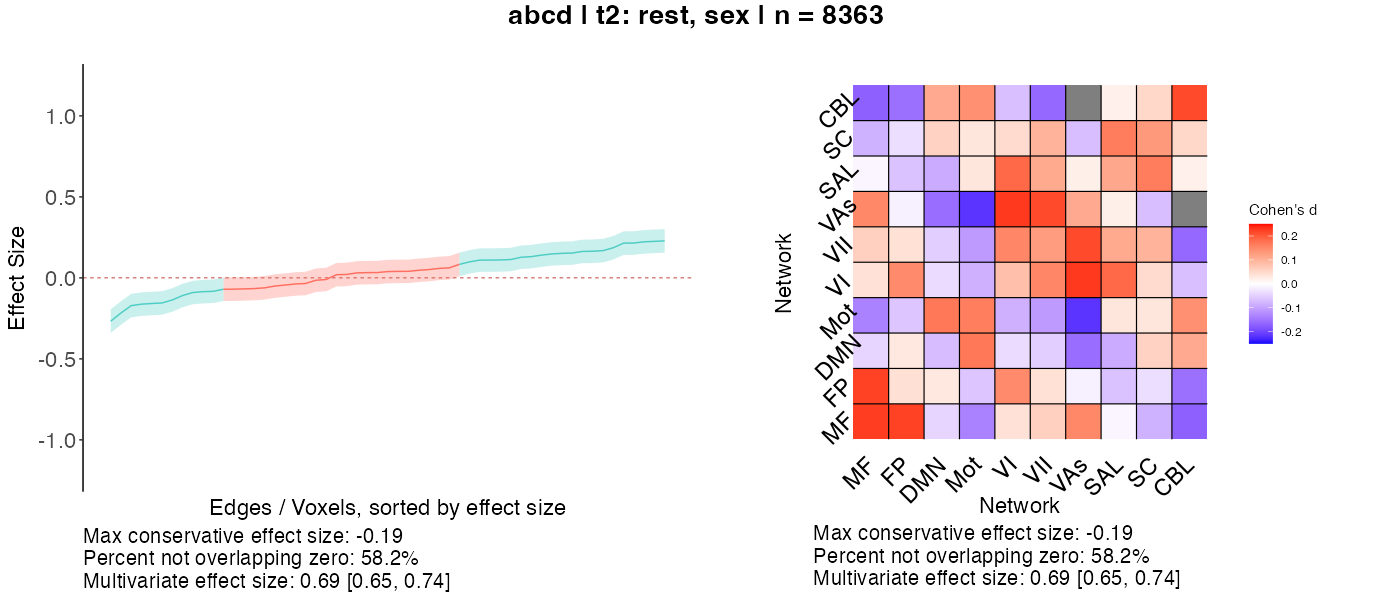 abcd | t2: rest, sex | n = 8363
Effect Size
1.0
0.5
0.0
-0.5
-1.0
Edges / Voxels, sorted by effect size
Max conservative effect size: -0.19
Percent not overlapping zero: 58.2%
Multivariate effect size: 0.69 [0.65, 0.74]
Network
CBL
SC
SAL
VAs
VII
VI
Mot
DMN
FP
MF
MF
FP
DMN
Mot
VI
VII
VAs
SAL
SC
CBL
Network
Max conservative effect size: -0.19
Percent not overlapping zero: 58.2%
Multivariate effect size: 0.69 [0.65, 0.74]
Cohen's d
0.2
0.1
0.0
-0.1
-0.2